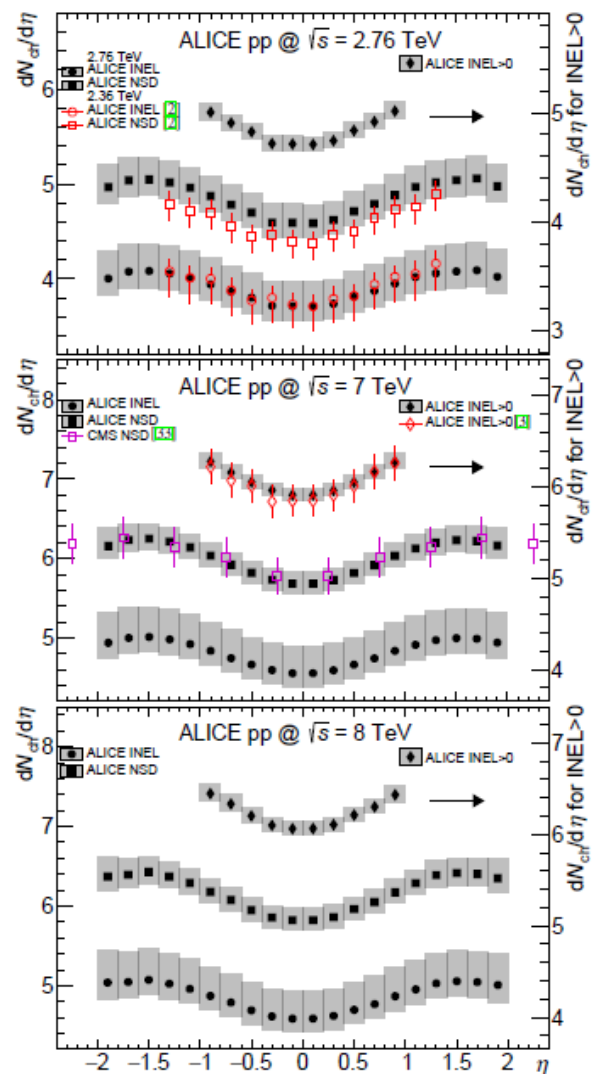 ALICE pp @ √s = 2.76 TeV
2.76 TeV
ALICE INEL
ALICE NSD
2.36 TeV
ALICE INEL [2]
ALICE NSD [2]
ALICE INEL>0
dN_ch/dη
6
5
4
dN_ch/dη for INEL>0
5
4
3
ALICE pp @ √s = 7 TeV
ALICE INEL
ALICE NSD
CMS NSD [33]
ALICE INEL>0
ALICE INEL>0 [3]
dN_ch/dη
8
7
6
5
dN_ch/dη for INEL>0
7
6
5
4
ALICE pp @ √s = 8 TeV
ALICE INEL
ALICE NSD
ALICE INEL>0
dN_ch/dη
8
7
6
5
dN_ch/dη for INEL>0
7
6
5
4
−2 −1.5 −1 −0.5 0 0.5 1 1.5 2 η